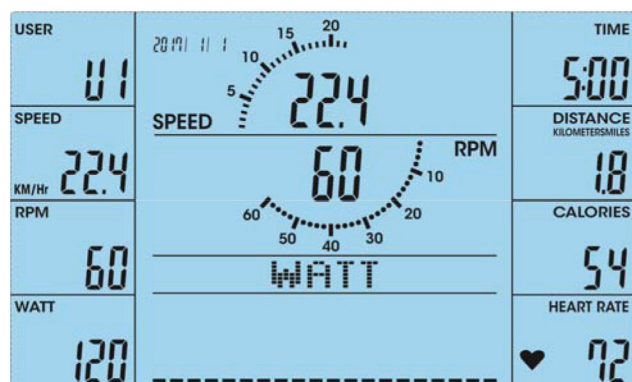 USER
U1
SPEED
KM/Hr 22.4
RPM
60
WATT
120
2017/ 1/ 1
5
10
15
20
SPEED 22.4
60 RPM
10
20
30
40
50
60
WATT
TIME
5:00
DISTANCE
KILOMETERSMILES
1.8
CALORIES
54
HEART RATE
72